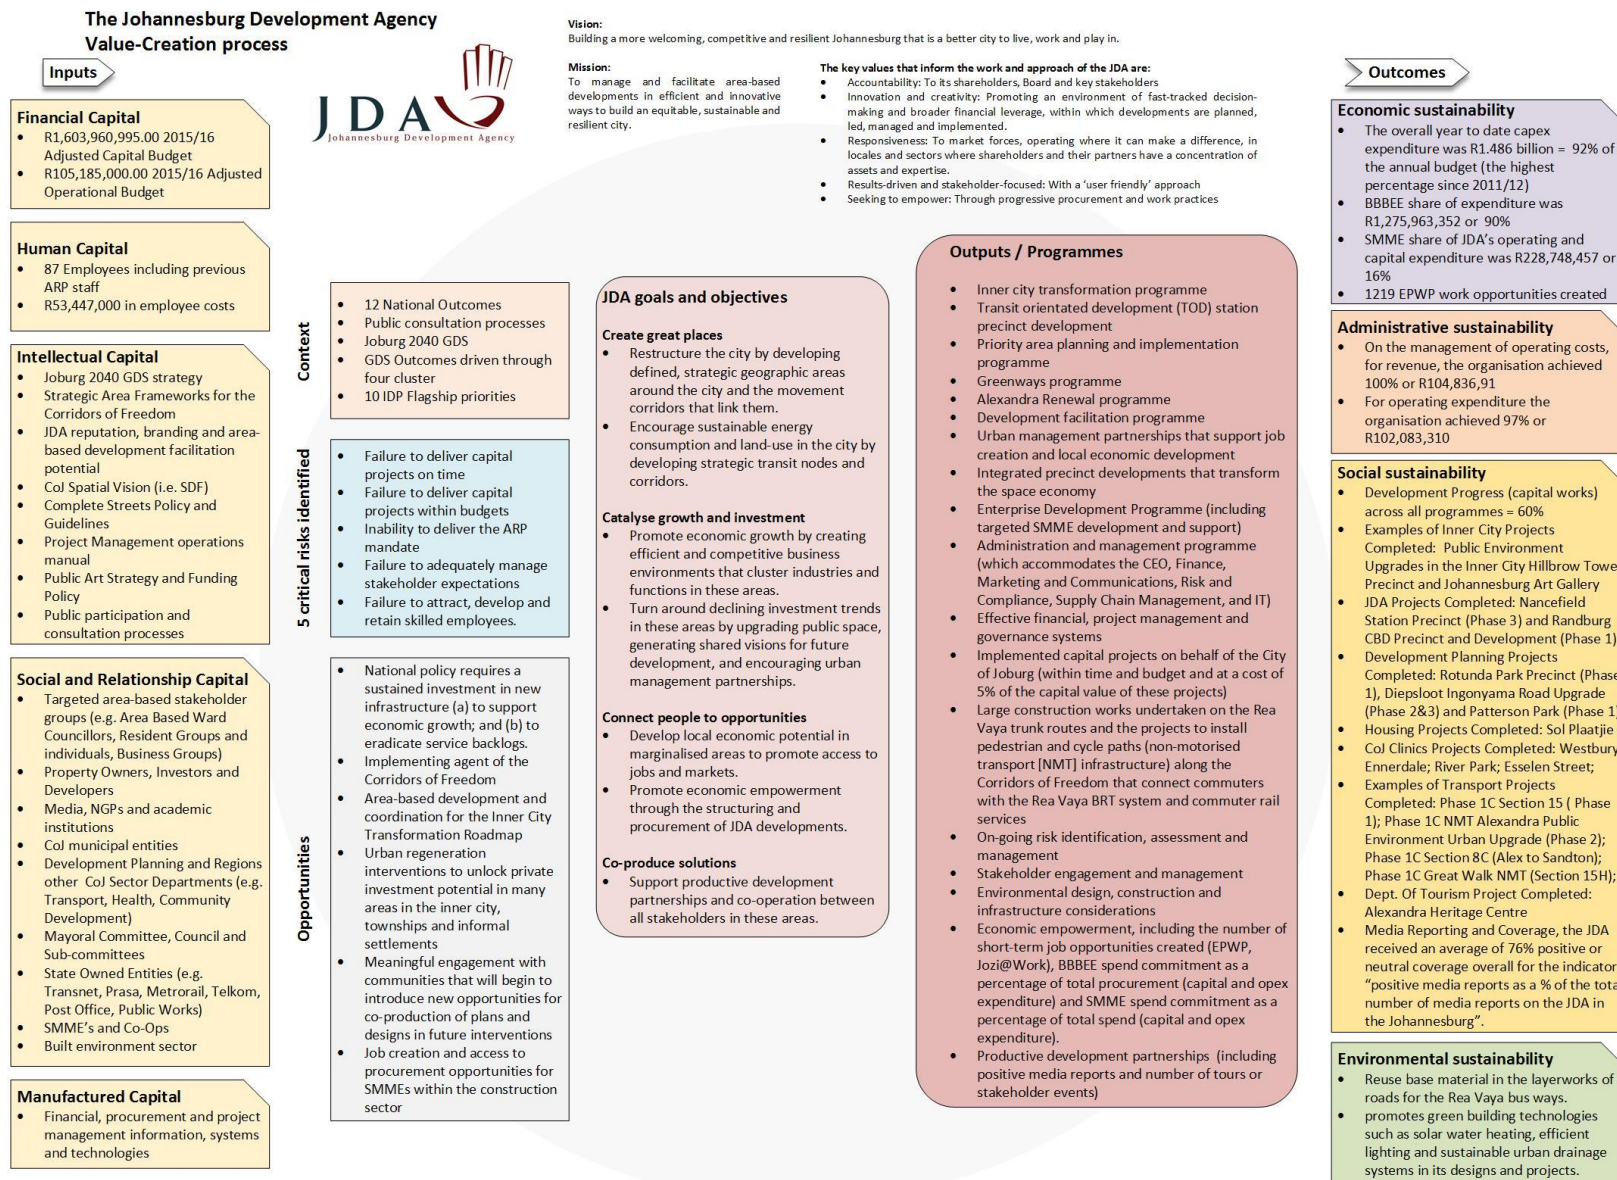 The Johannesburg Development Agency
Value-Creation process
Inputs
Financial Capital
• R1,603,960,995.00 2015/16
Adjusted Capital Budget
• R105,185,000.00 2015/16 Adjusted
Operational Budget
Human Capital
• 87 Employees including previous
ARP staff
• R53,447,000 in employee costs
Intellectual Capital
• Joburg 2040 GDS strategy
• Strategic Area Frameworks for the
Corridors of Freedom
• JDA reputation, branding and area-
based development facilitation
potential
• CoJ Spatial Vision (i.e. SDF)
• Complete Streets Policy and
Guidelines
• Project Management operations
manual
• Public Art Strategy and Funding
Policy
• Public participation and
consultation processes
Social and Relationship Capital
• Targeted area-based stakeholder
groups (e.g. Area Based Ward
Councillors, Resident Groups and
individuals, Business Groups)
• Property Owners, Investors and
Developers
• Media, NGPs and academic
institutions
• CoJ municipal entities
• Development Planning and Regions
other CoJ Sector Departments (e.g.
Transport, Health, Community
Development)
• Mayoral Committee, Council and
Sub-committees
• State Owned Entities (e.g.
Transnet, Prasa, Metrorail, Telkom,
Post Office, Public Works)
• SMME's and Co-Ops
• Built environment sector
Manufactured Capital
• Financial, procurement and project
management information, systems
and technologies
JDA
Johannesburg Development Agency
Vision:
Building a more welcoming, competitive and resilient Johannesburg that is a better city to live, work and play in.
Mission:
To manage and facilitate area-based
developments in efficient and innovative
ways to build an equitable, sustainable and
resilient city.
The key values that inform the work and approach of the JDA are:
• Accountability: To its shareholders, Board and key stakeholders
• Innovation and creativity: Promoting an environment of fast-tracked decision-
making and broader financial leverage, within which developments are planned,
led, managed and implemented.
• Responsiveness: To market forces, operating where it can make a difference, in
locales and sectors where shareholders and their partners have a concentration of
assets and expertise.
• Results-driven and stakeholder-focused: With a 'user friendly' approach
• Seeking to empower: Through progressive procurement and work practices
Context
• 12 National Outcomes
• Public consultation processes
• Joburg 2040 GDS
• GDS Outcomes driven through
four cluster
• 10 IDP Flagship priorities
5 critical risks identified
• Failure to deliver capital
projects on time
• Failure to deliver capital
projects within budgets
• Inability to deliver the ARP
mandate
• Failure to adequately manage
stakeholder expectations
• Failure to attract, develop and
retain skilled employees.
Opportunities
• National policy requires a
sustained investment in new
infrastructure (a) to support
economic growth; and (b) to
eradicate service backlogs.
• Implementing agent of the
Corridors of Freedom
• Area-based development and
coordination for the Inner City
Transformation Roadmap
• Urban regeneration
interventions to unlock private
investment potential in many
areas in the inner city,
townships and informal
settlements
• Meaningful engagement with
communities that will begin to
introduce new opportunities for
co-production of plans and
designs in future interventions
• Job creation and access to
procurement opportunities for
SMMEs within the construction
sector
JDA goals and objectives
Create great places
• Restructure the city by developing
defined, strategic geographic areas
around the city and the movement
corridors that link them.
• Encourage sustainable energy
consumption and land-use in the city by
developing strategic transit nodes and
corridors.
Catalyse growth and investment
• Promote economic growth by creating
efficient and competitive business
environments that cluster industries and
functions in these areas.
• Turn around declining investment trends
in these areas by upgrading public space,
generating shared visions for future
development, and encouraging urban
management partnerships.
Connect people to opportunities
• Develop local economic potential in
marginalised areas to promote access to
jobs and markets.
• Promote economic empowerment
through the structuring and
procurement of JDA developments.
Co-produce solutions
• Support productive development
partnerships and co-operation between
all stakeholders in these areas.
Outputs / Programmes
• Inner city transformation programme
• Transit orientated development (TOD) station
precinct development
• Priority area planning and implementation
programme
• Greenways programme
• Alexandra Renewal programme
• Development facilitation programme
• Urban management partnerships that support job
creation and local economic development
• Integrated precinct developments that transform
the space economy
• Enterprise Development Programme (including
targeted SMME development and support)
• Administration and management programme
(which accommodates the CEO, Finance,
Marketing and Communications, Risk and
Compliance, Supply Chain Management, and IT)
• Effective financial, project management and
governance systems
• Implemented capital projects on behalf of the City
of Joburg (within time and budget and at a cost of
5% of the capital value of these projects)
• Large construction works undertaken on the Rea
Vaya trunk routes and the projects to install
pedestrian and cycle paths (non-motorised
transport [NMT] infrastructure) along the
Corridors of Freedom that connect commuters
with the Rea Vaya BRT system and commuter rail
services
• On-going risk identification, assessment and
management
• Stakeholder engagement and management
• Environmental design, construction and
infrastructure considerations
• Economic empowerment, including the number of
short-term job opportunities created (EPWP,
Jozi@Work), BBBEE spend commitment as a
percentage of total procurement (capital and opex
expenditure) and SMME spend commitment as a
percentage of total spend (capital and opex
expenditure).
• Productive development partnerships (including
positive media reports and number of tours or
stakeholder events)
Outcomes
Economic sustainability
• The overall year to date capex
expenditure was R1.486 billion = 92% of
the annual budget (the highest
percentage since 2011/12)
• BBBEE share of expenditure was
R1,275,963,352 or 90%
• SMME share of JDA's operating and
capital expenditure was R228,748,457 or
16%
• 1219 EPWP work opportunities created
Administrative sustainability
• On the management of operating costs,
for revenue, the organisation achieved
100% or R104,836,91
• For operating expenditure the
organisation achieved 97% or
R102,083,310
Social sustainability
• Development Progress (capital works)
across all programmes = 60%
• Examples of Inner City Projects
Completed: Public Environment
Upgrades in the Inner City Hillbrow Towe
Precinct and Johannesburg Art Gallery
• JDA Projects Completed: Nancefield
Station Precinct (Phase 3) and Randburg
CBD Precinct and Development (Phase 1)
• Development Planning Projects
Completed: Rotunda Park Precinct (Phase
1), Diepsloot Ingonyama Road Upgrade
(Phase 2&3) and Patterson Park (Phase 1)
• Housing Projects Completed: Sol Plaatjie
• CoJ Clinics Projects Completed: Westbury
Ennerdale; River Park; Esselen Street;
• Examples of Transport Projects
Completed: Phase 1C Section 15 ( Phase
1); Phase 1C NMT Alexandra Public
Environment Urban Upgrade (Phase 2);
Phase 1C Section 8C (Alex to Sandton);
Phase 1C Great Walk NMT (Section 15H);
• Dept. Of Tourism Project Completed:
Alexandra Heritage Centre
• Media Reporting and Coverage, the JDA
received an average of 76% positive or
neutral coverage overall for the indicator
"positive media reports as a % of the tota
number of media reports on the JDA in
the Johannesburg".
Environmental sustainability
• Reuse base material in the layerworks of
roads for the Rea Vaya bus ways.
• promotes green building technologies
such as solar water heating, efficient
lighting and sustainable urban drainage
systems in its designs and projects.